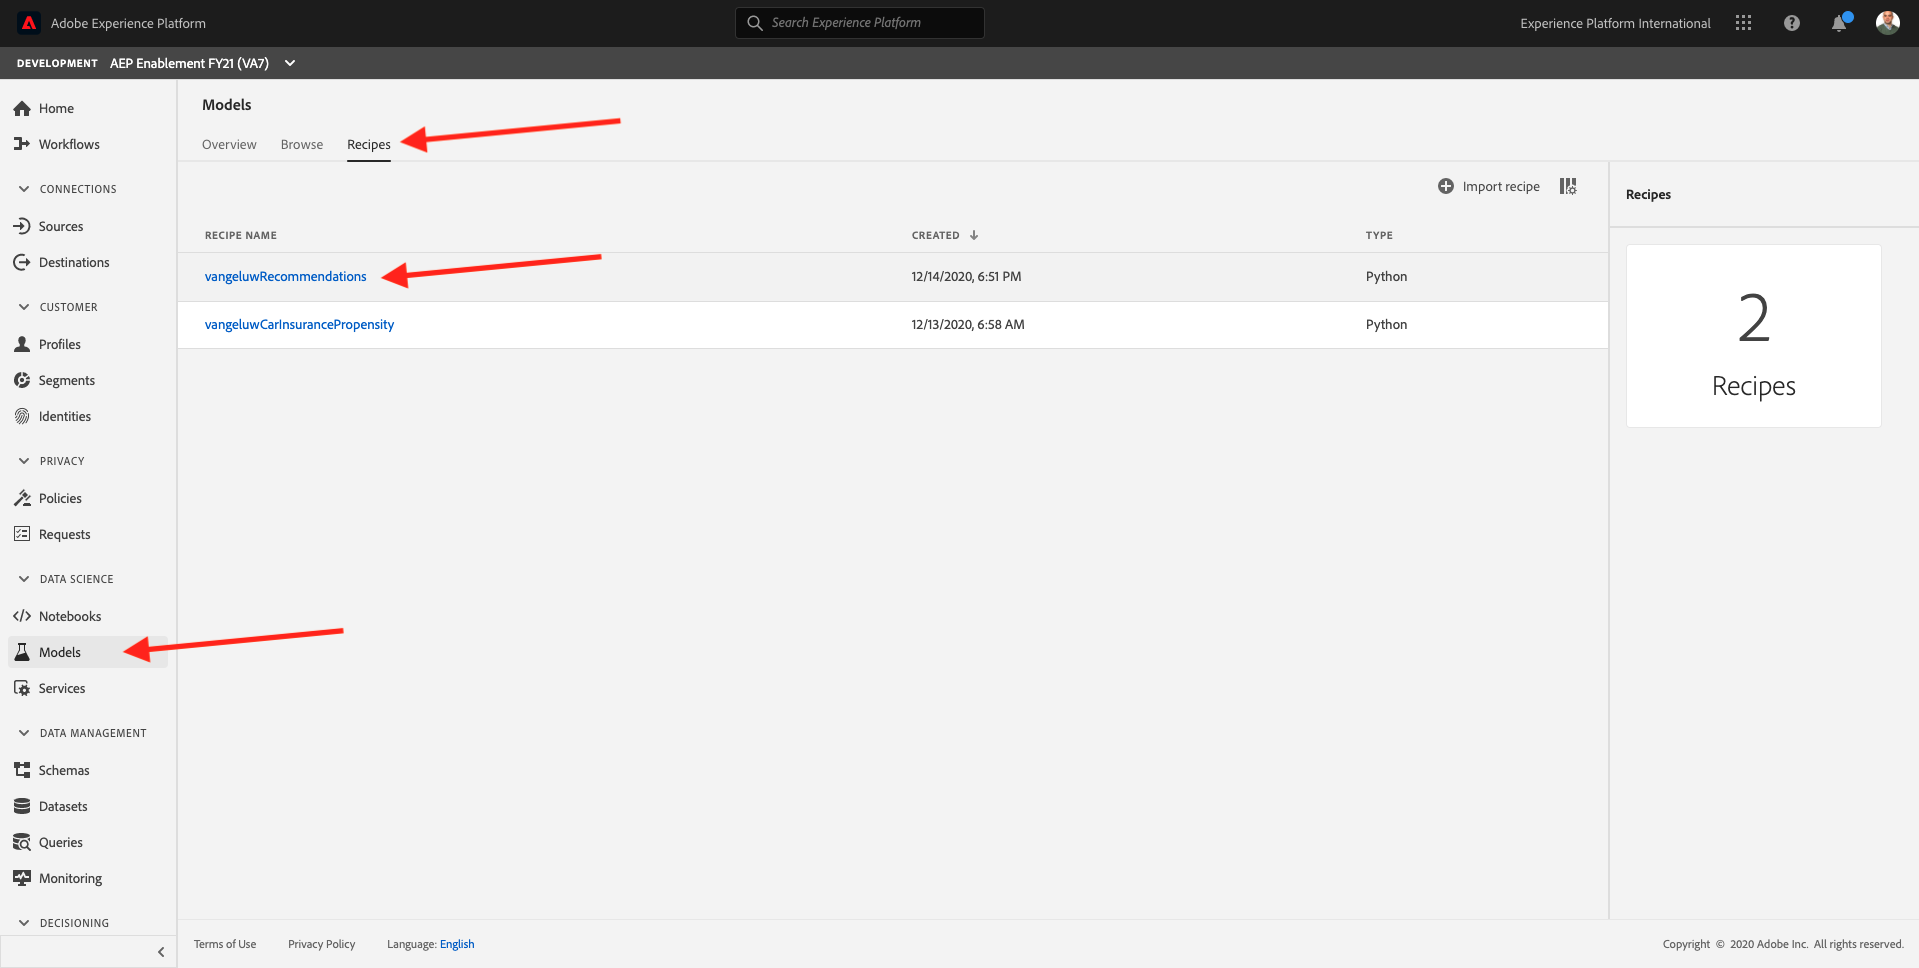 Adobe Experience Platform
Search Experience Platform
Experience Platform International
DEVELOPMENT AEP Enablement FY21 (VA7)
Home
Workflows
CONNECTIONS
Sources
Destinations
CUSTOMER
Profiles
Segments
Identities
PRIVACY
Policies
Requests
DATA SCIENCE
Notebooks
Models
Services
DATA MANAGEMENT
Schemas
Datasets
Queries
Monitoring
DECISIONING
Models
Overview Browse Recipes
Import recipe
RECIPE NAME CREATED TYPE
vangeluwRecommendations 12/14/2020, 6:51 PM Python
vangeluwCarInsurancePropensity 12/13/2020, 6:58 AM Python
Recipes
2
Recipes
Terms of Use Privacy Policy Language: English
Copyright © 2020 Adobe Inc. All rights reserved.